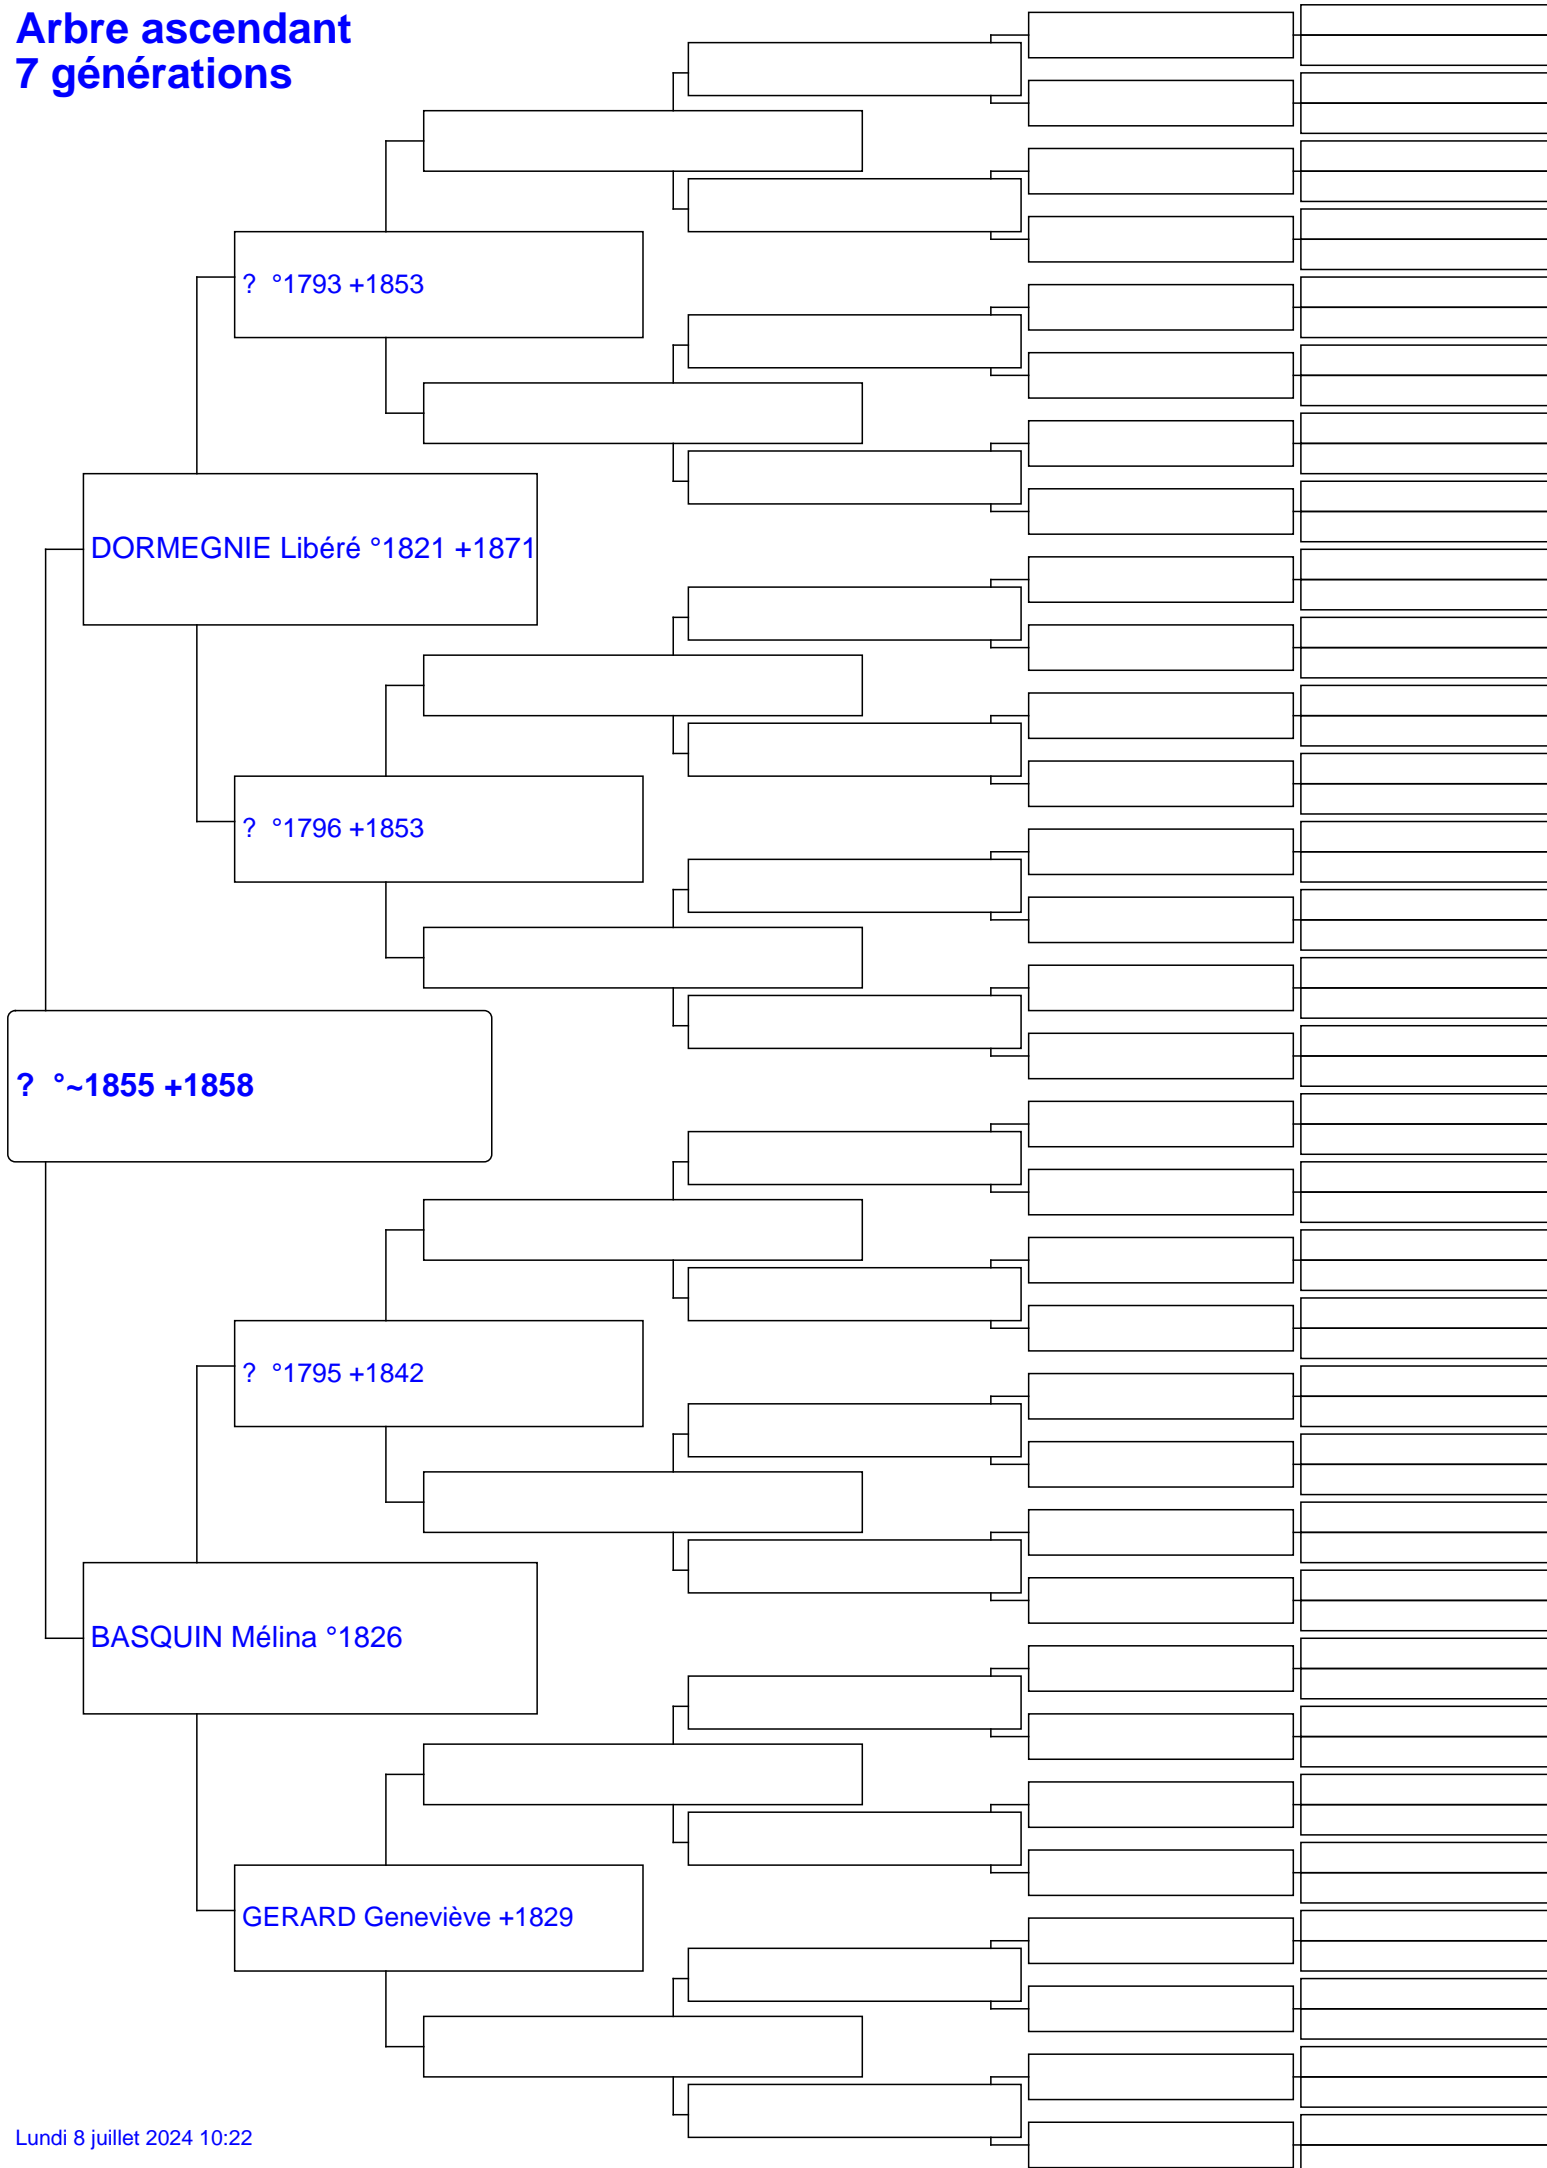 Arbre ascendant
7 générations
? °1793 +1853
DORMEGNIE Libéré °1821 +1871
? °1796 +1853
? °~1855 +1858
? °1795 +1842
BASQUIN Mélina °1826
GERARD Geneviève +1829
Lundi 8 juillet 2024 10:22